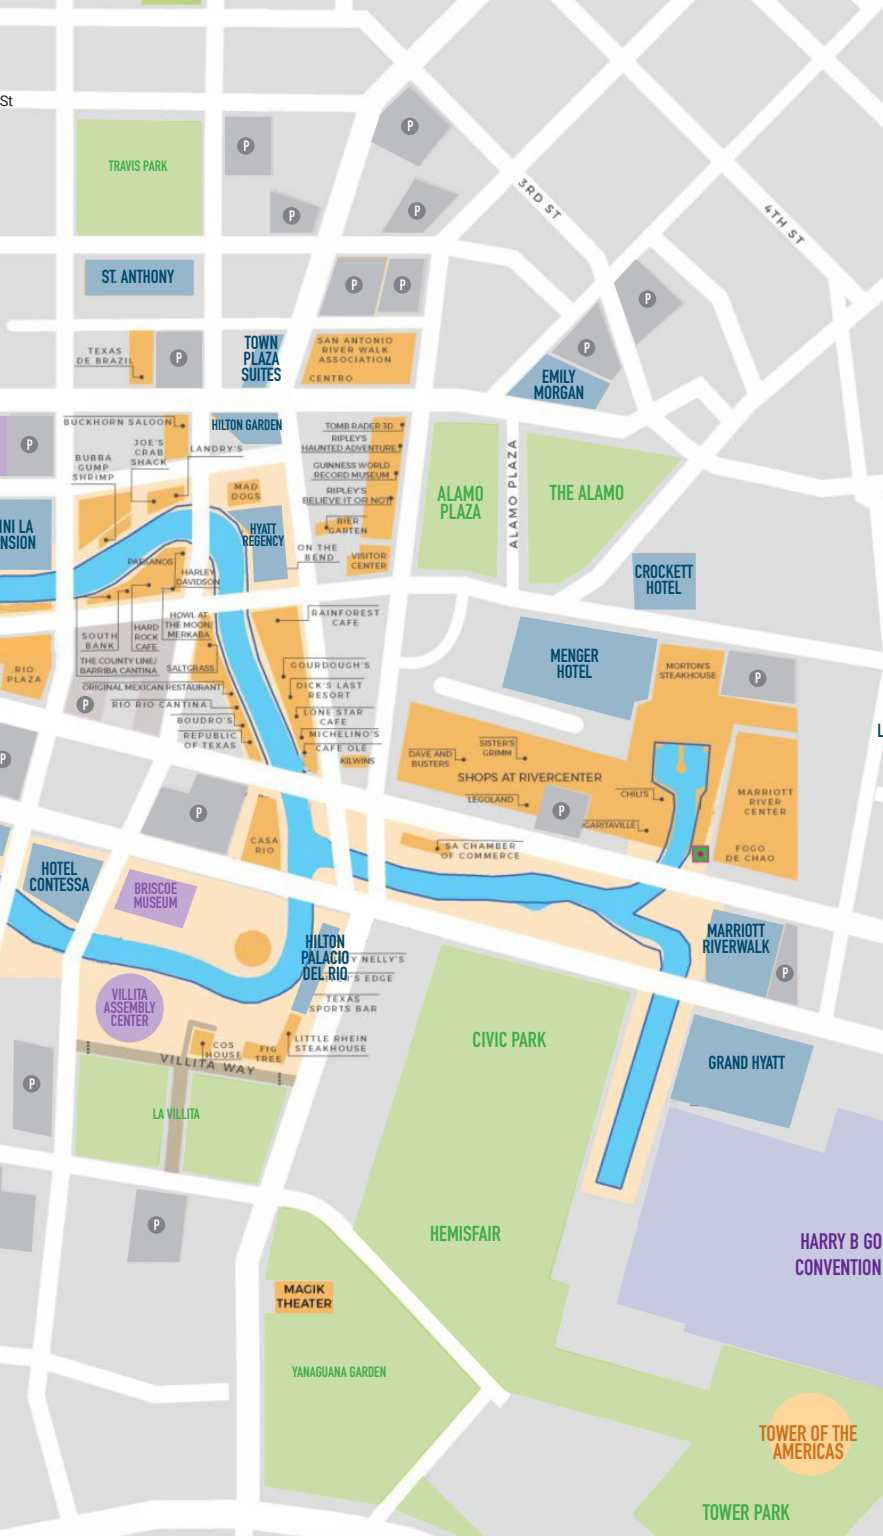 St
TRAVIS PARK
P
P
P
P
3RD ST
4TH ST
ST. ANTHONY
P
P
P
P
TEXAS
DE BRAZIL
P
TOWN
PLAZA
SUITES
SAN ANTONIO
RIVER WALK
ASSOCIATION
CENTRO
EMILY
MORGAN
BUCKHORN SALOON
HILTON GARDEN
P
JOE'S
CRAB
SHACK
LANDRY'S
BUBBA
GUMP
SHRIMP
MAD
DOGS
TOMB RADER 3D
RIPLEY'S
HAUNTED ADVENTURE
GUINNESS WORLD
RECORD MUSEUM
RIPLEY'S
BELIEVE IT OR NOT!
BIER
GARTEN
ALAMO
PLAZA
ALAMO PLAZA
THE ALAMO
NI LA
NSION
HYATT
REGENCY
ON THE
BEND
VISITOR
CENTER
PAESANOS
HARLEY
DAVIDSON
CROCKETT
HOTEL
HOWL AT
THE MOON/
MERKABA
HARD
ROCK
CAFE
SOUTH
BANK
RAINFOREST
CAFE
RIO
PLAZA
THE COUNTY LINE/
BARRIBA CANTINA
SALTGRASS
GOURDOUGH'S
MENGER
HOTEL
MORTON'S
STEAKHOUSE
P
ORIGINAL MEXICAN RESTAURANT
DICK'S LAST
RESORT
P
RIO RIO CANTINA
LONE STAR
CAFE
BOUDRO'S
REPUBLIC
OF TEXAS
MICHELINO'S
CAFE OLE
KILWINS
L
P
DAVE AND
BUSTERS
SISTER'S
GRIMM
SHOPS AT RIVERCENTER
LEGOLAND
P
CHILI'S
GARITAVILLE
MARRIOTT
RIVER
CENTER
P
CASA
RIO
SA CHAMBER
OF COMMERCE
FOGO
DE CHAO
HOTEL
CONTESSA
BRISCOE
MUSEUM
HILTON
PALACIO
DEL RIO
Y NELLY'S
'S EDGE
TEXAS
SPORTS BAR
MARRIOTT
RIVERWALK
P
VILLITA
ASSEMBLY
CENTER
COS
HOUSE
FIG
TREE
LITTLE RHEIN
STEAKHOUSE
VILLITA WAY
CIVIC PARK
GRAND HYATT
P
LA VILLITA
P
HEMISFAIR
HARRY B GO
CONVENTION
MAGIK
THEATER
YANAGUANA GARDEN
TOWER OF THE
AMERICAS
TOWER PARK